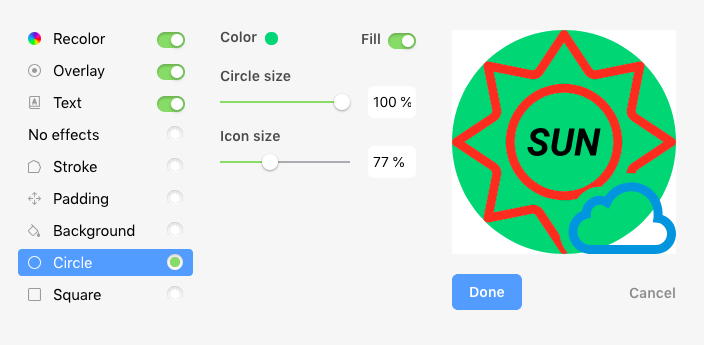 Recolor
Overlay
Text
No effects
Stroke
Padding
Background
Circle
Square
Color
Fill
Circle size
100 %
Icon size
77 %
SUN
Done
Cancel